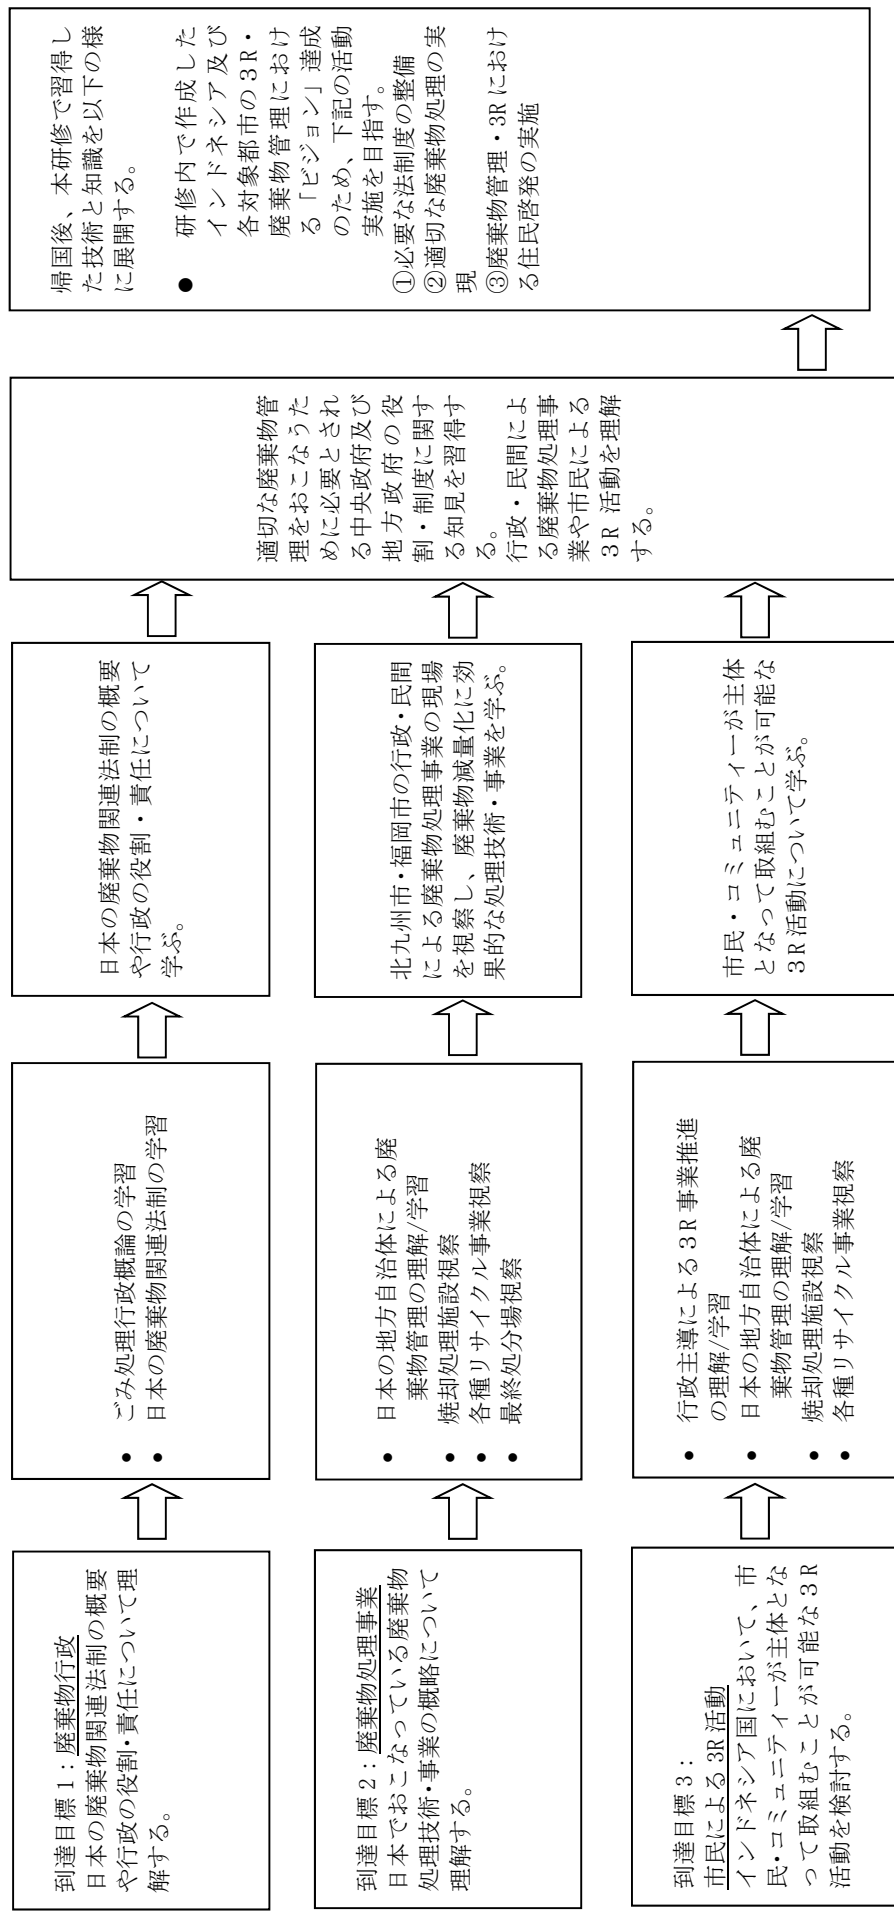 到達目標 1：廃棄物行政
日本の廃棄物関連法制の概要
や行政の役割・責任について理
解する。
● ごみ処理行政概論の学習
● 日本の廃棄物関連法制の学習
日本の廃棄物関連法制の概要
や行政の役割・責任について
学ぶ。
到達目標 2：廃棄物処理事業
日本でおこなっている廃棄物
処理技術・事業の概略について
理解する。
● 日本の地方自治体による廃
棄物管理の理解/学習
● 焼却処理施設視察
● 各種リサイクル事業視察
● 最終処分場視察
北九州市・福岡市の行政・民間
による廃棄物処理事業の現場
を視察し、廃棄物減量化に効
果的な処理技術・事業を学ぶ。
到達目標 3：
市民による 3R 活動
インドネシア国において、市
民・コミュニティーが主体とな
って取組むことが可能な 3R
活動を検討する。
● 行政主導による 3R 事業推進
の理解/学習
● 日本の地方自治体による廃
棄物管理の理解/学習
● 焼却処理施設視察
● 各種リサイクル事業視察
市民・コミュニティーが主体
となって取組むことが可能な
3R 活動について学ぶ。
適切な廃棄物管
理をおこなうた
めに必要とされ
る中央政府及び
地方政府の役
割・制度に関す
る知見を習得す
る。
行政・民間によ
る廃棄物処理事
業や市民による
3R 活動を理解
する。
帰国後、本研修で習得し
た技術と知識を以下の様
に展開する。
● 研修内で作成した
インドネシア及び
各対象都市の3R・
廃棄物管理におけ
る「ビジョン」達成
のため、下記の活動
実施を目指す。
①必要な法制度の整備
②適切な廃棄物処理の実
現
③廃棄物管理・3R におけ
る住民啓発の実施